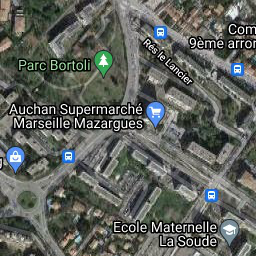 Com
9ème arron
Rés le Lancier
Parc Bortoli
Auchan Supermarché
Marseille Mazargues
Ecole Maternelle
La Soude